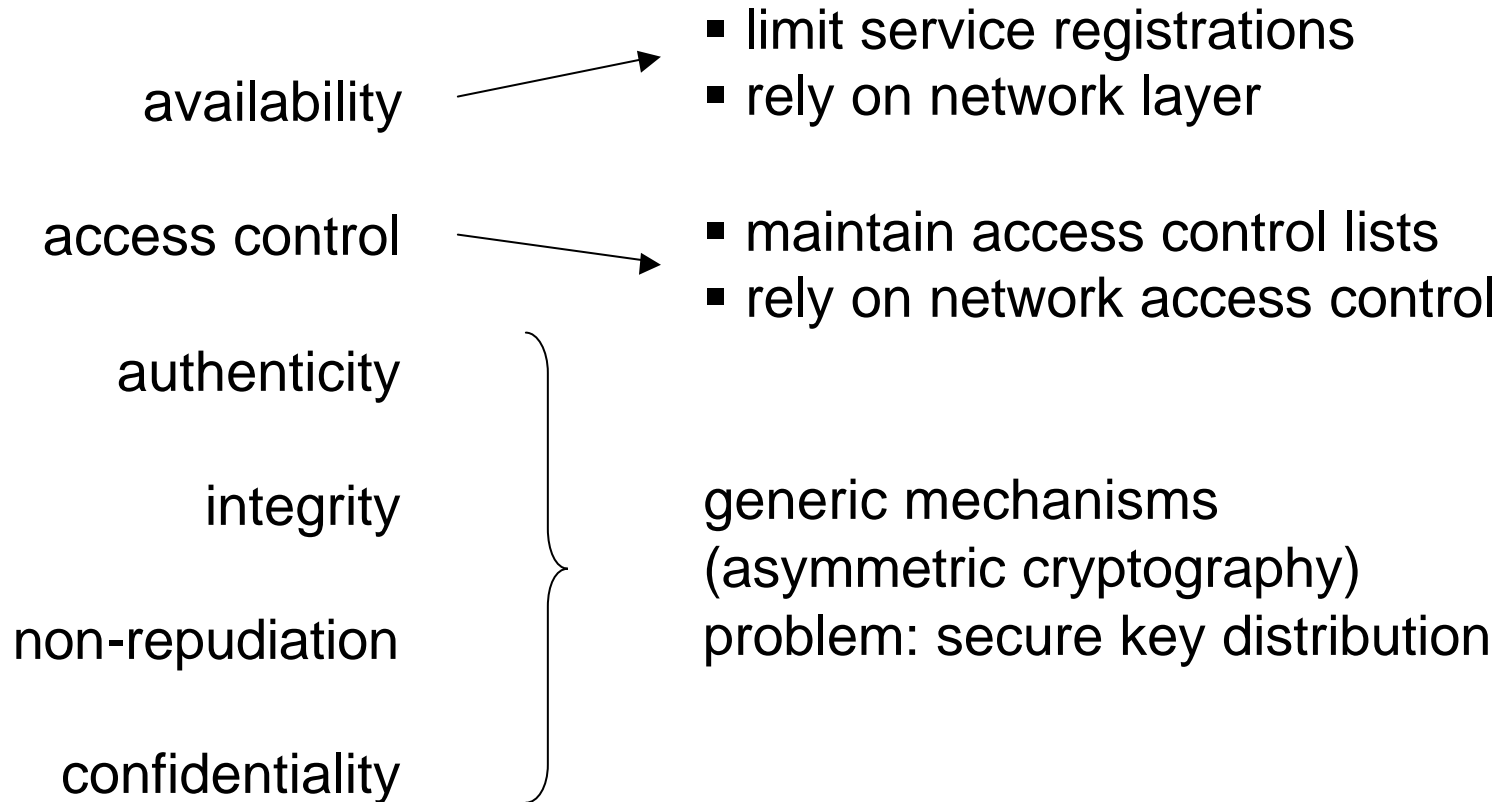 ▪ limit service registrations
availability
▪ rely on network layer
access control
▪ maintain access control lists
▪ rely on network access control
authenticity
integrity
generic mechanisms
(asymmetric cryptography)
non-repudiation
problem: secure key distribution
confidentiality